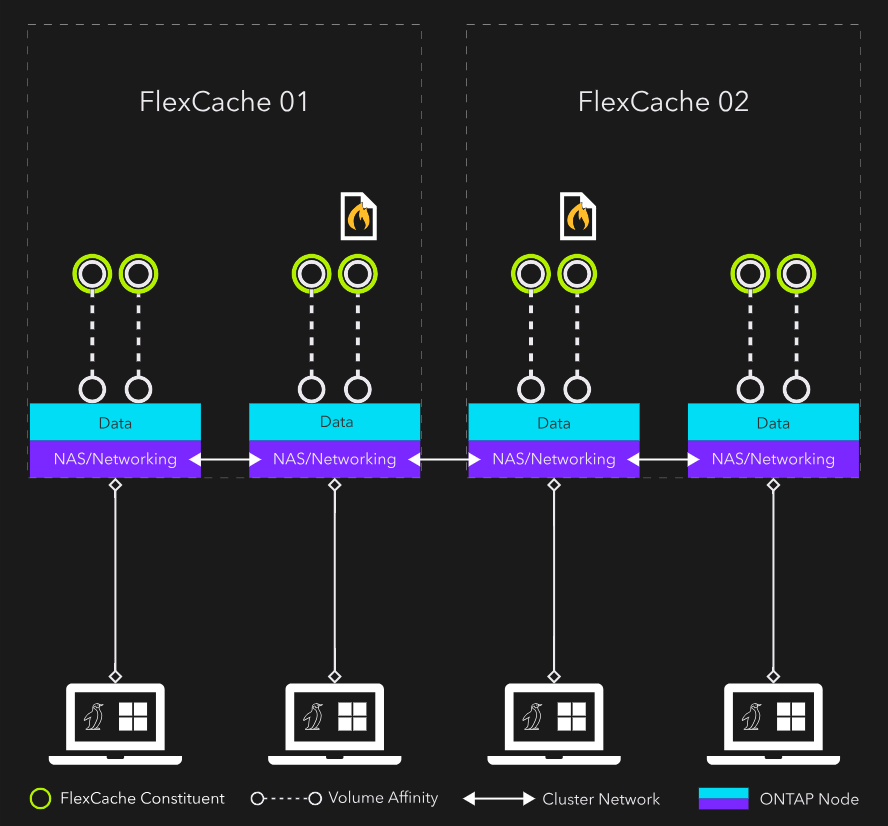 FlexCache 01
FlexCache 02
Data
Data
Data
Data
NAS/Networking
NAS/Networking
NAS/Networking
NAS/Networking
FlexCache Constituent
Volume Affinity
Cluster Network
ONTAP Node